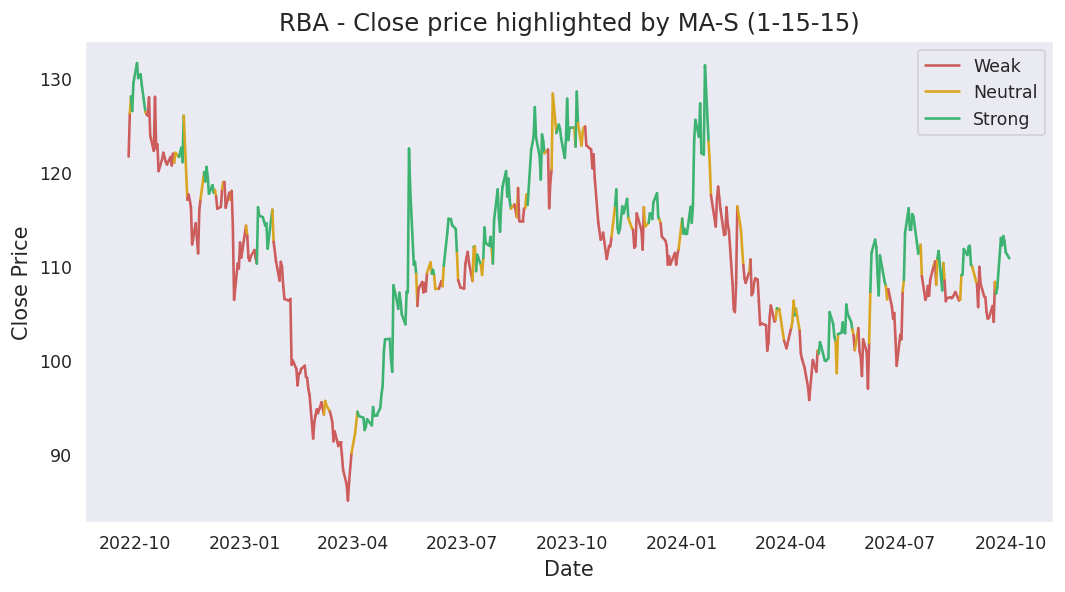 RBA - Close price highlighted by MA-S (1-15-15)
Weak
Neutral
Strong
Close Price
130
120
110
100
90
2022-10
2023-01
2023-04
2023-07
2023-10
2024-01
2024-04
2024-07
2024-10
Date